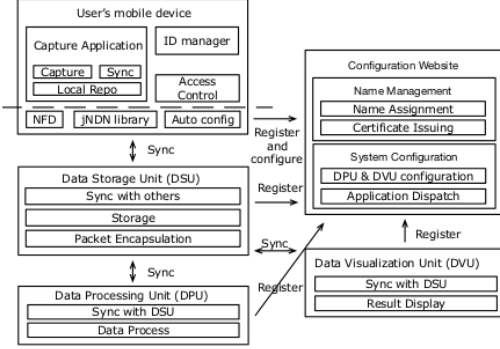 User's mobile device
Capture Application
Capture
Sync
Local Repo
ID manager
Access
Control
NFD
jNDN library
Auto config
Sync
Register
and
configure
Data Storage Unit (DSU)
Sync with others
Storage
Packet Encapsulation
Register
Sync
Sync
Data Processing Unit (DPU)
Sync with DSU
Data Process
Register
Configuration Website
Name Management
Name Assignment
Certificate Issuing
System Configuration
DPU & DVU configuration
Application Dispatch
Register
Data Visualization Unit (DVU)
Sync with DSU
Result Display